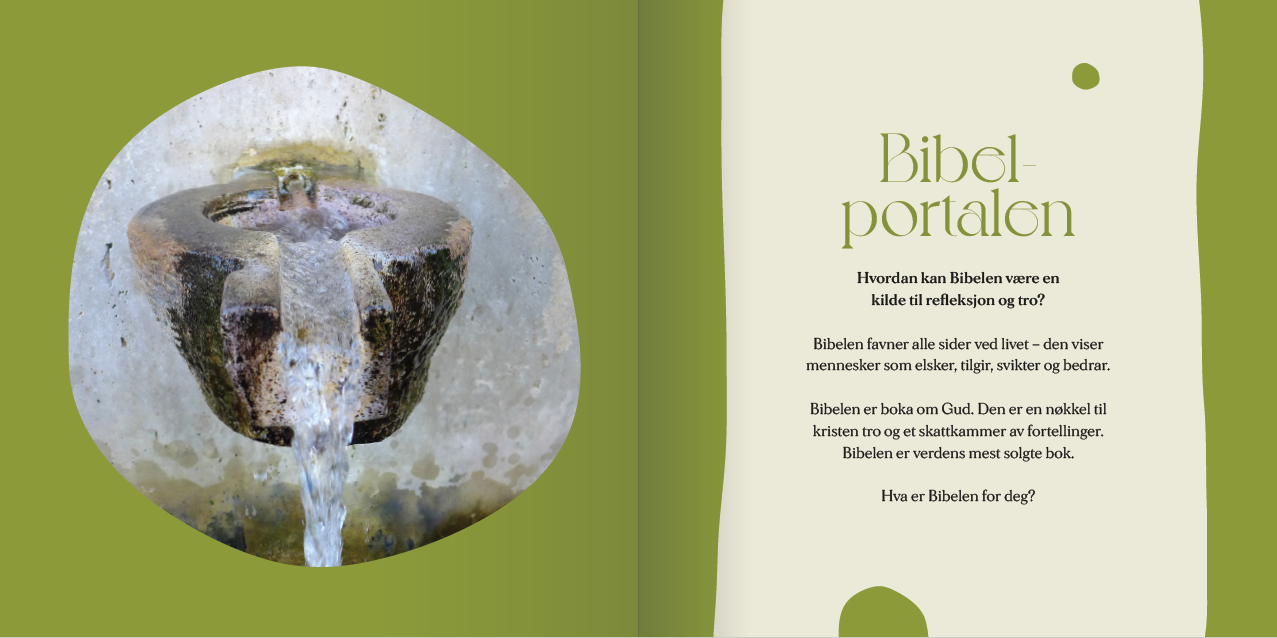 Bibel-
portalen
Hvordan kan Bibelen være en
kilde til refleksjon og tro?
Bibelen favner alle sider ved livet – den viser
mennesker som elsker, tilgir, svikter og bedrar.
Bibelen er boka om Gud. Den er en nøkkel til
kristen tro og et skattkammer av fortellinger.
Bibelen er verdens mest solgte bok.
Hva er Bibelen for deg?